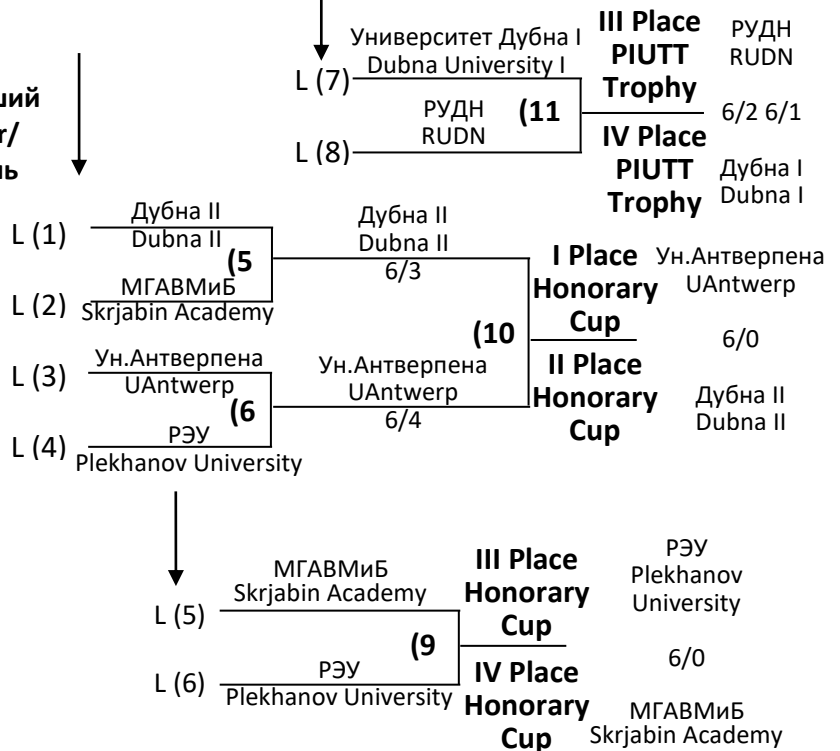 Университет Дубна I
Dubna University I
L (7)
РУДН
RUDN
L (8)
(11
III Place
PIUTT
Trophy
РУДН
RUDN
6/2 6/1
IV Place
PIUTT
Trophy
Дубна I
Dubna I
ший
r/
ль
L (1)
Дубна II
Dubna II
(5
L (2)
МГАВМиБ
Skrjabin Academy
Дубна II
Dubna II
6/3
L (3)
Ун.Антверпена
UAntwerp
(6
L (4)
РЭУ
Plekhanov University
Ун.Антверпена
UAntwerp
6/4
(10
I Place
Honorary
Cup
Ун.Антверпена
UAntwerp
6/0
II Place
Honorary
Cup
Дубна II
Dubna II
L (5)
МГАВМиБ
Skrjabin Academy
(9
L (6)
РЭУ
Plekhanov University
III Place
Honorary
Cup
РЭУ
Plekhanov
University
6/0
IV Place
Honorary
Cup
МГАВМиБ
Skrjabin Academy